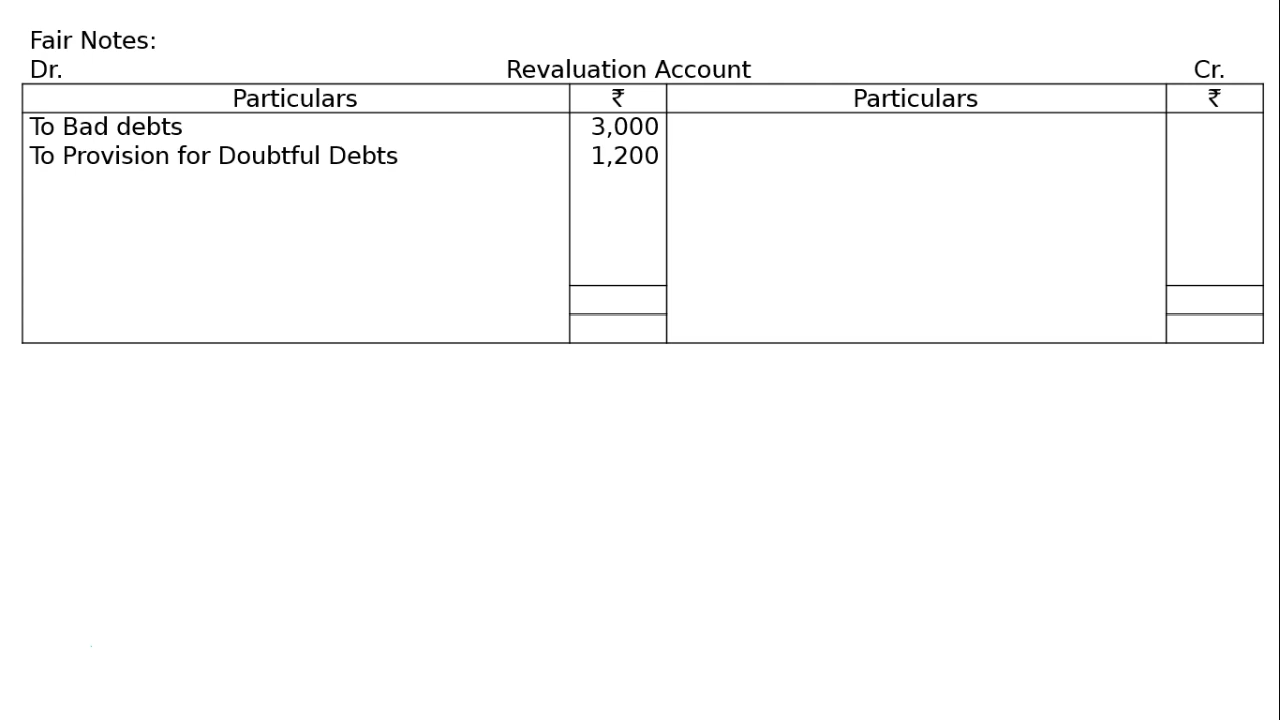 Fair Notes:
Dr. Revaluation Account Cr.
Particulars ₹ Particulars ₹
To Bad debts 3,000
To Provision for Doubtful Debts 1,200